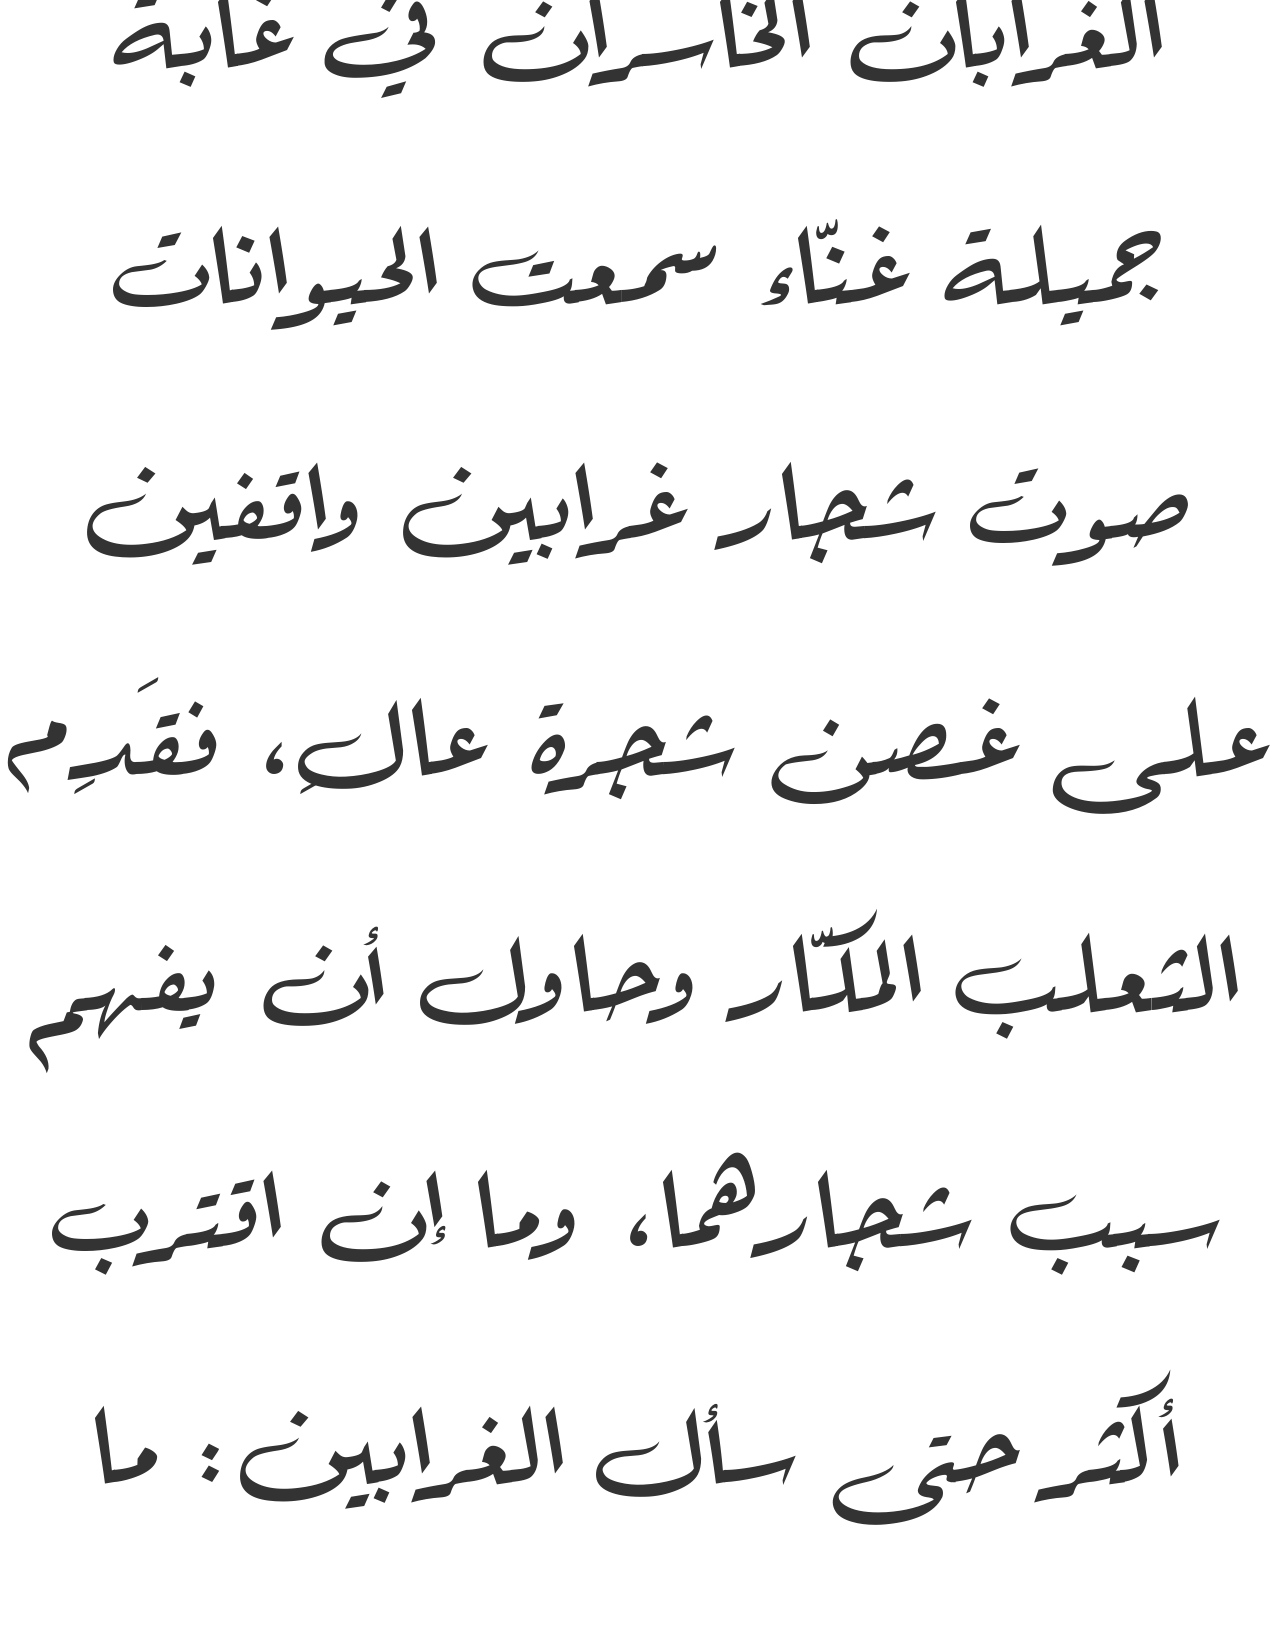 الغرابان الخاسران في غابة
جميلة غنّاء سمعت الحيوانات
صوت شجار غرابين واقفين
على غصن شجرة عالٍ، فقَدِم
الثعلب المكّار وحاول أن يفهم
سبب شجارهما، وما إن اقترب
أكثر حتى سأل الغرابين: ما